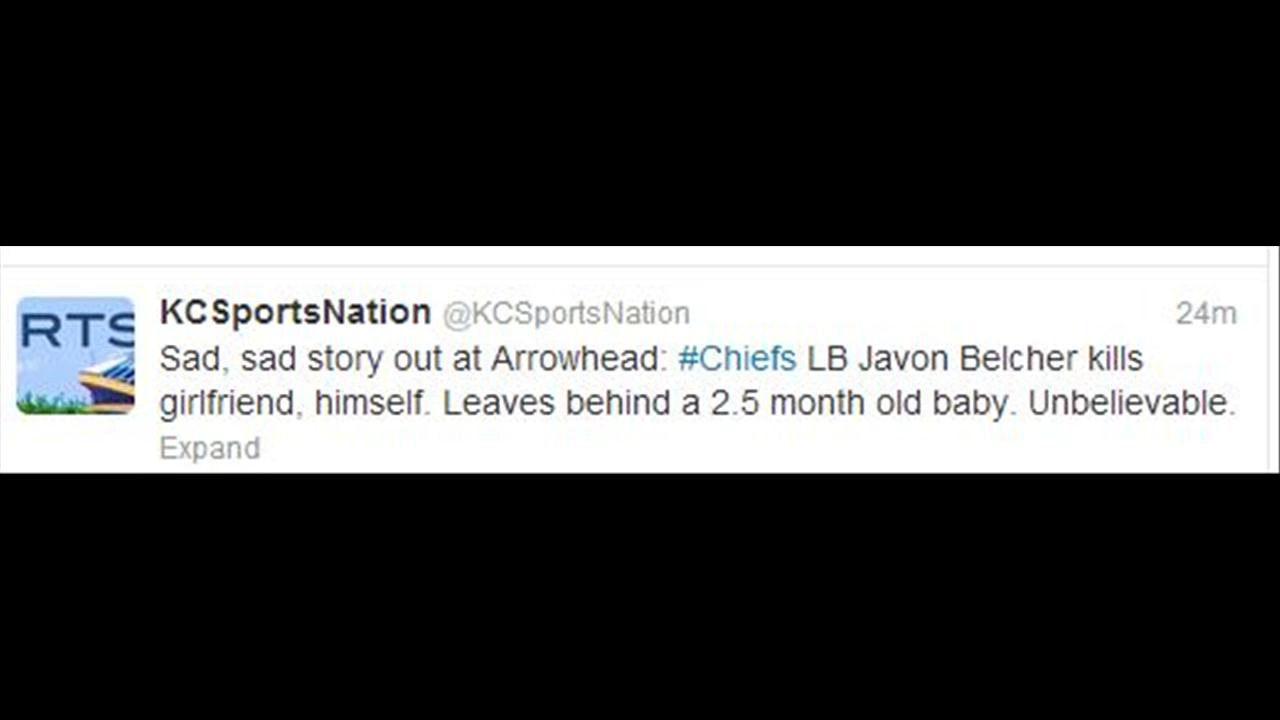 RTS
KCSportsNation @KCSportsNation 24m
Sad, sad story out at Arrowhead: #Chiefs LB Javon Belcher kills
girlfriend, himself. Leaves behind a 2.5 month old baby. Unbelievable.
Expand